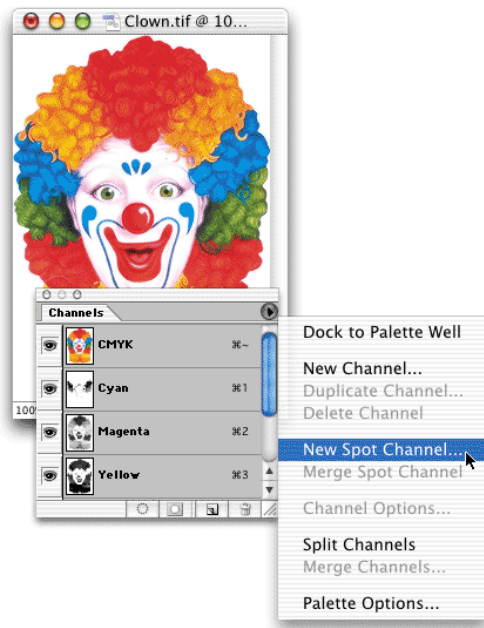 Clown.tif @ 10...
Channels
CMYK ⌘~
Cyan ⌘1
Magenta ⌘2
Yellow ⌘3
100%
Dock to Palette Well
New Channel...
Duplicate Channel...
Delete Channel
New Spot Channel...
Merge Spot Channel
Channel Options...
Split Channels
Merge Channels...
Palette Options...